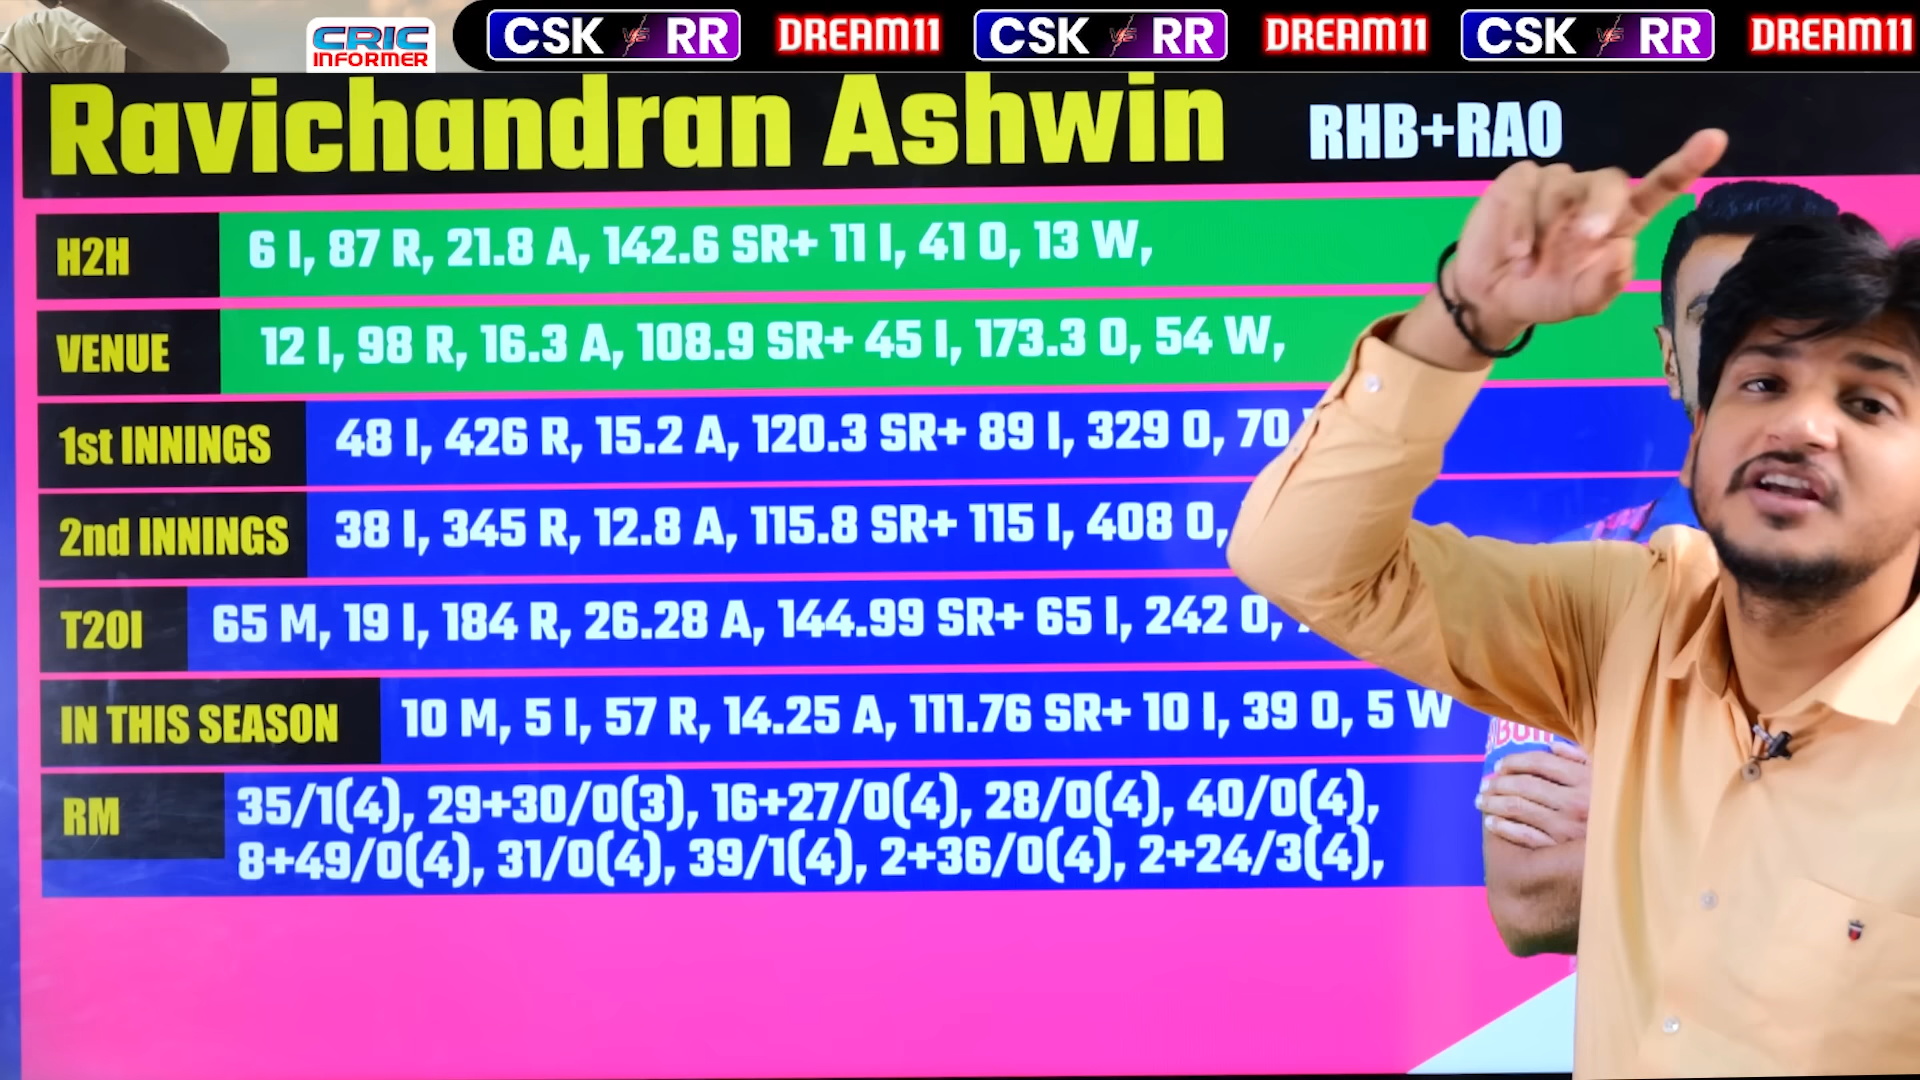 CRIC
INFORMER
CSK VS RR DREAM11 CSK VS RR DREAM11 CSK VS RR DREAM11
Ravichandran Ashwin RHB+RAO
H2H 6 I, 87 R, 21.8 A, 142.6 SR+ 11 I, 41 O, 13 W,
VENUE 12 I, 98 R, 16.3 A, 108.9 SR+ 45 I, 173.3 O, 54 W,
1st INNINGS 48 I, 426 R, 15.2 A, 120.3 SR+ 89 I, 329 O, 70
2nd INNINGS 38 I, 345 R, 12.8 A, 115.8 SR+ 115 I, 408 O,
T20I 65 M, 19 I, 184 R, 26.28 A, 144.99 SR+ 65 I, 242 O,
IN THIS SEASON 10 M, 5 I, 57 R, 14.25 A, 111.76 SR+ 10 I, 39 O, 5 W
RM 35/1(4), 29+30/0(3), 16+27/0(4), 28/0(4), 40/0(4),
8+49/0(4), 31/0(4), 39/1(4), 2+36/0(4), 2+24/3(4),